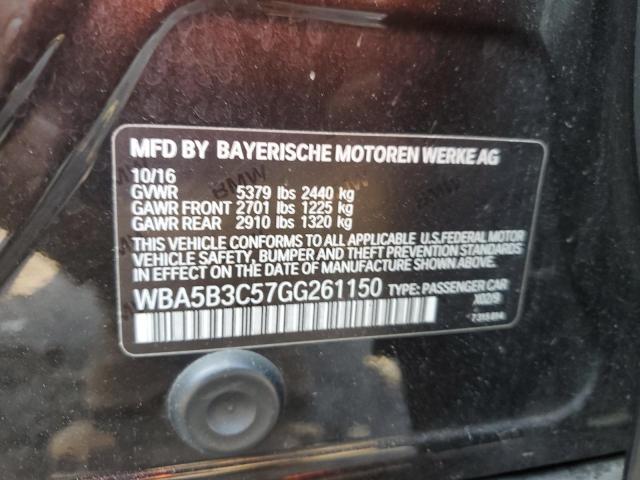 MFD BY BAYERISCHE MOTOREN WERKE AG
10/16
GVWR 5379 lbs 2440 kg
GAWR FRONT 2701 lbs 1225 kg
GAWR REAR 2910 lbs 1320 kg
THIS VEHICLE CONFORMS TO ALL APPLICABLE U.S.FEDERAL MOTOR
VEHICLE SAFETY, BUMPER AND THEFT PREVENTION STANDARDS
IN EFFECT ON THE DATE OF MANUFACTURE SHOWN ABOVE.
WBA5B3C57GG261150 TYPE: PASSENGER CAR
X02/9